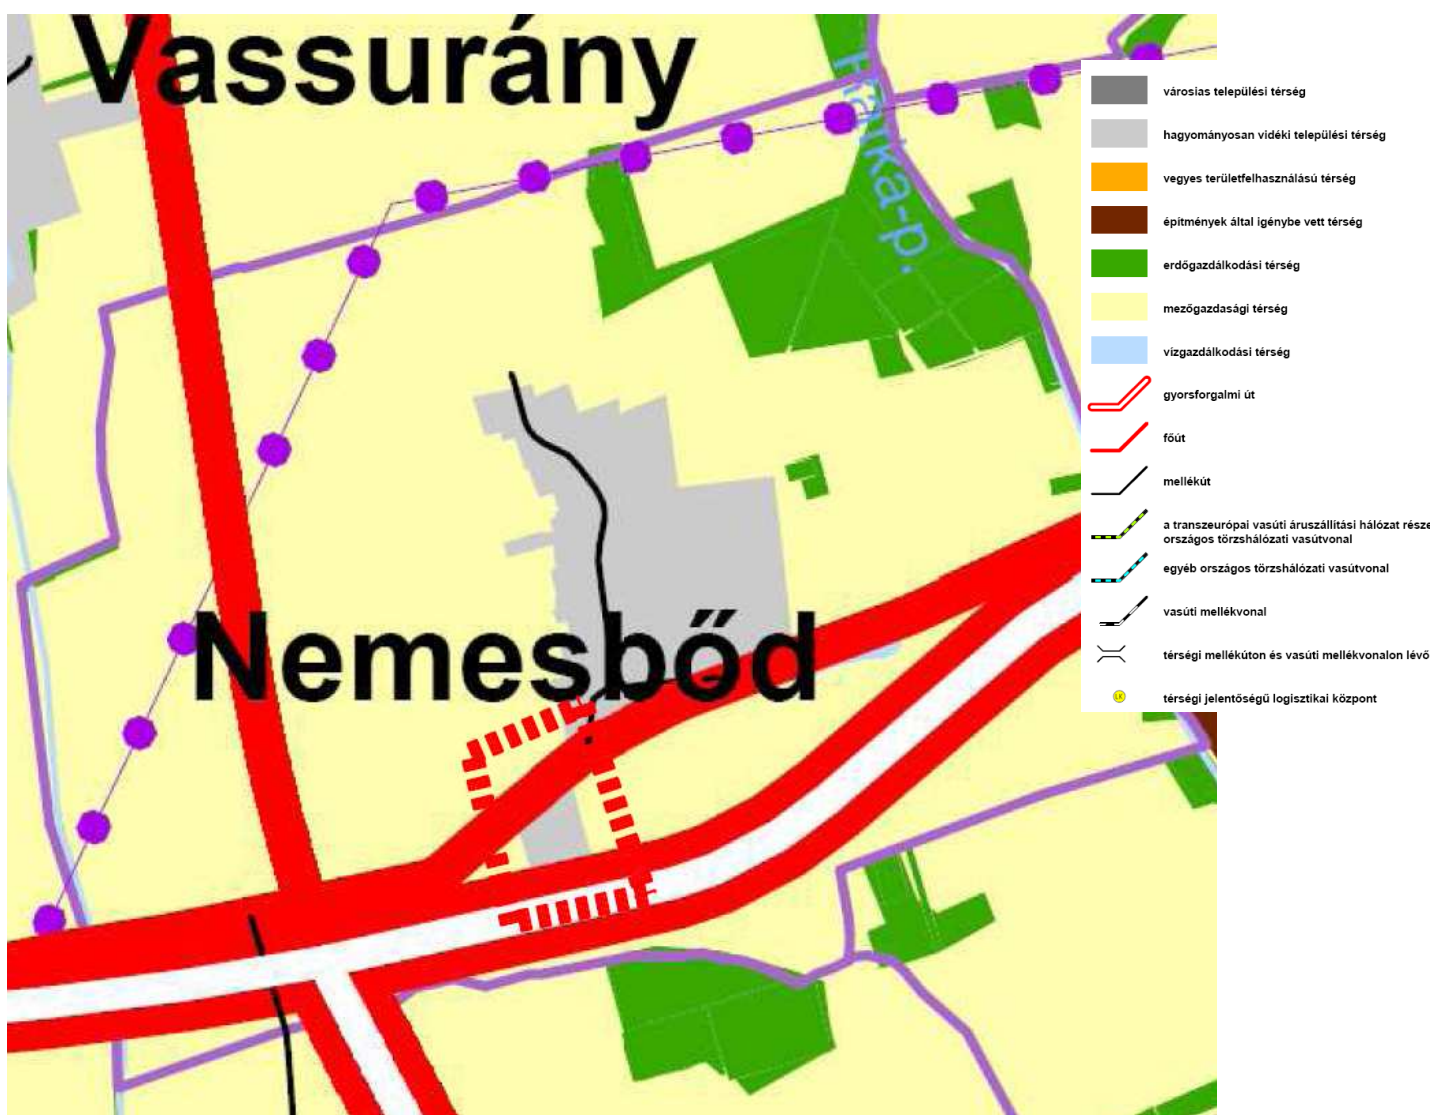 Vassurány
Hajka-p.
Nemesbőd
városias települési térség
hagyományosan vidéki települési térség
vegyes területfelhasználású térség
építmények által igénybe vett térség
erdőgazdálkodási térség
mezőgazdasági térség
vízgazdálkodási térség
gyorsforgalmi út
főút
mellékút
a transzeurópai vasúti áruszállítási hálózat része
országos törzshálózati vasútvonal
egyéb országos törzshálózati vasútvonal
vasúti mellékvonal
térségi mellékúton és vasúti mellékvonalon lévő
LK
térségi jelentőségű logisztikai központ